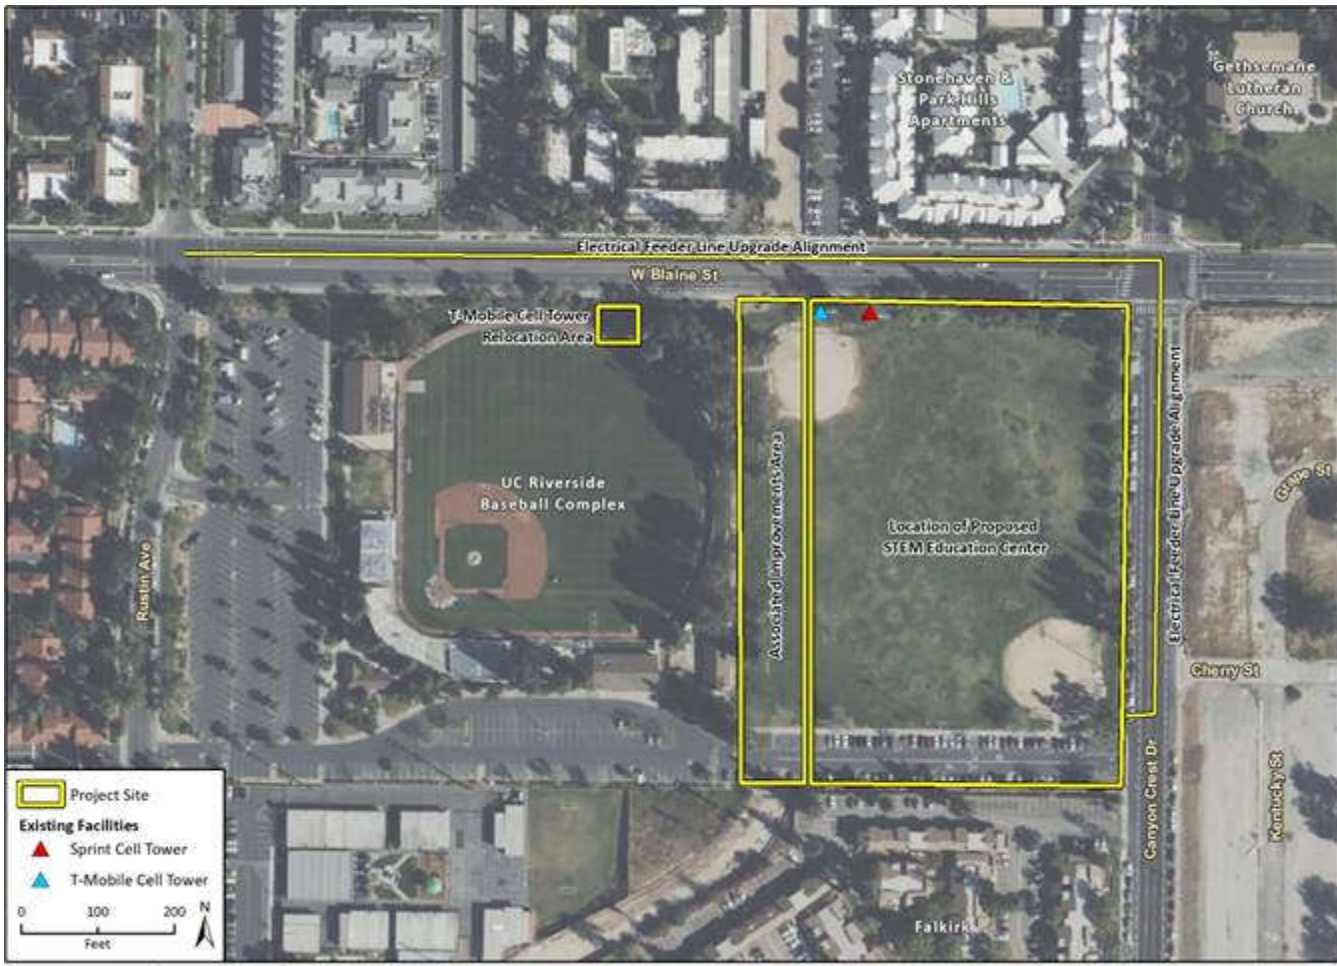 Stonehaven &
Park Hills
Apartments
Gethsemane
Lutheran
Church
Electrical Feeder Line Upgrade Alignment
W Blaine St
T-Mobile Cell Tower
Relocation Area
UC Riverside
Baseball Complex
Associated Improvements Area
Location of Proposed
STEM Education Center
Electrical Feeder Line Upgrade Alignment
Grape St
Rustin Ave
Cherry St
Canyon Crest Dr
Kentucky St
Falkirk
Project Site
Existing Facilities
Sprint Cell Tower
T-Mobile Cell Tower
0 100 200
Feet
N